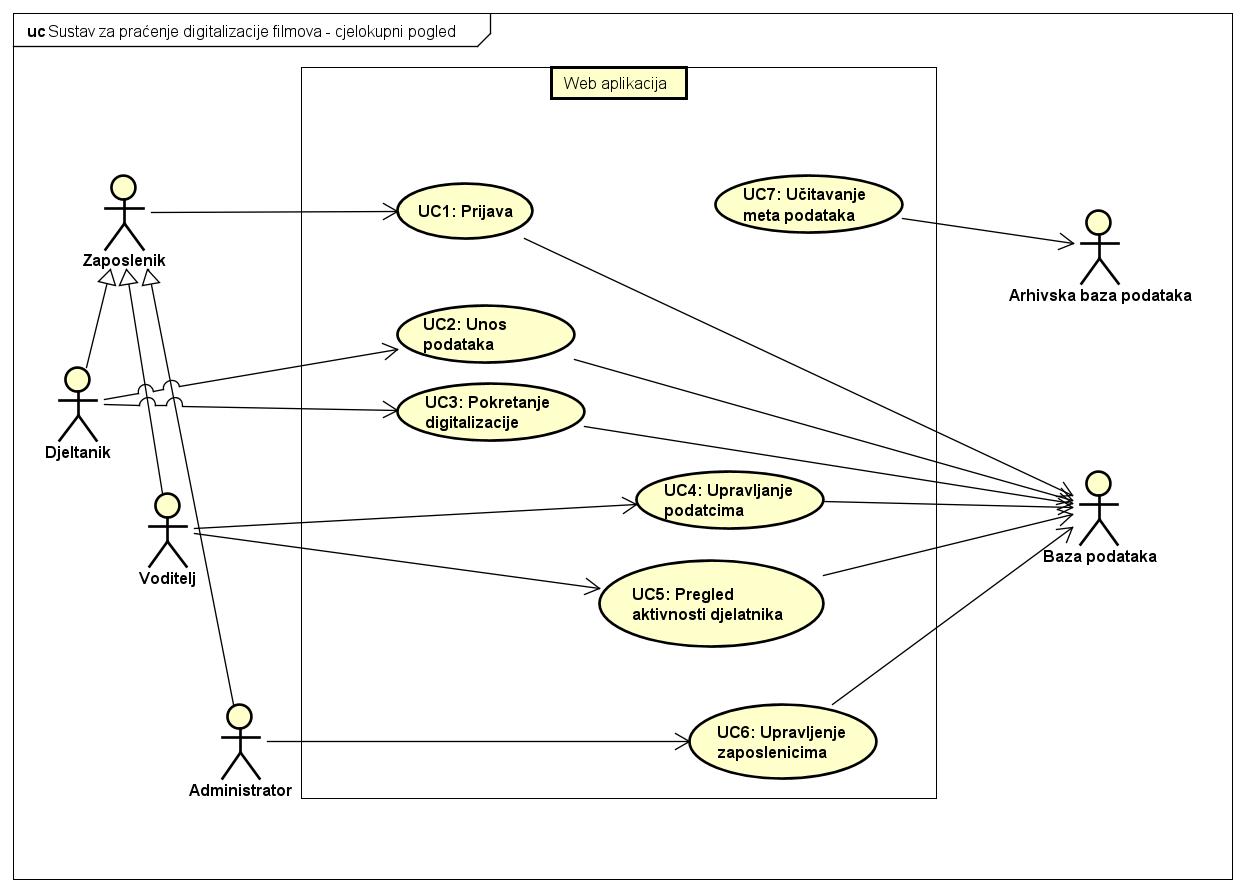 uc Sustav za praćenje digitalizacije filmova - cjelokupni pogled
Web aplikacija
Zaposlenik
UC1: Prijava
UC7: Učitavanje
meta podataka
Arhivska baza podataka
UC2: Unos
podataka
UC3: Pokretanje
digitalizacije
Djeltanik
UC4: Upravljanje
podatcima
Baza podataka
Voditelj
UC5: Pregled
aktivnosti djelatnika
UC6: Upravljenje
zaposlenicima
Administrator